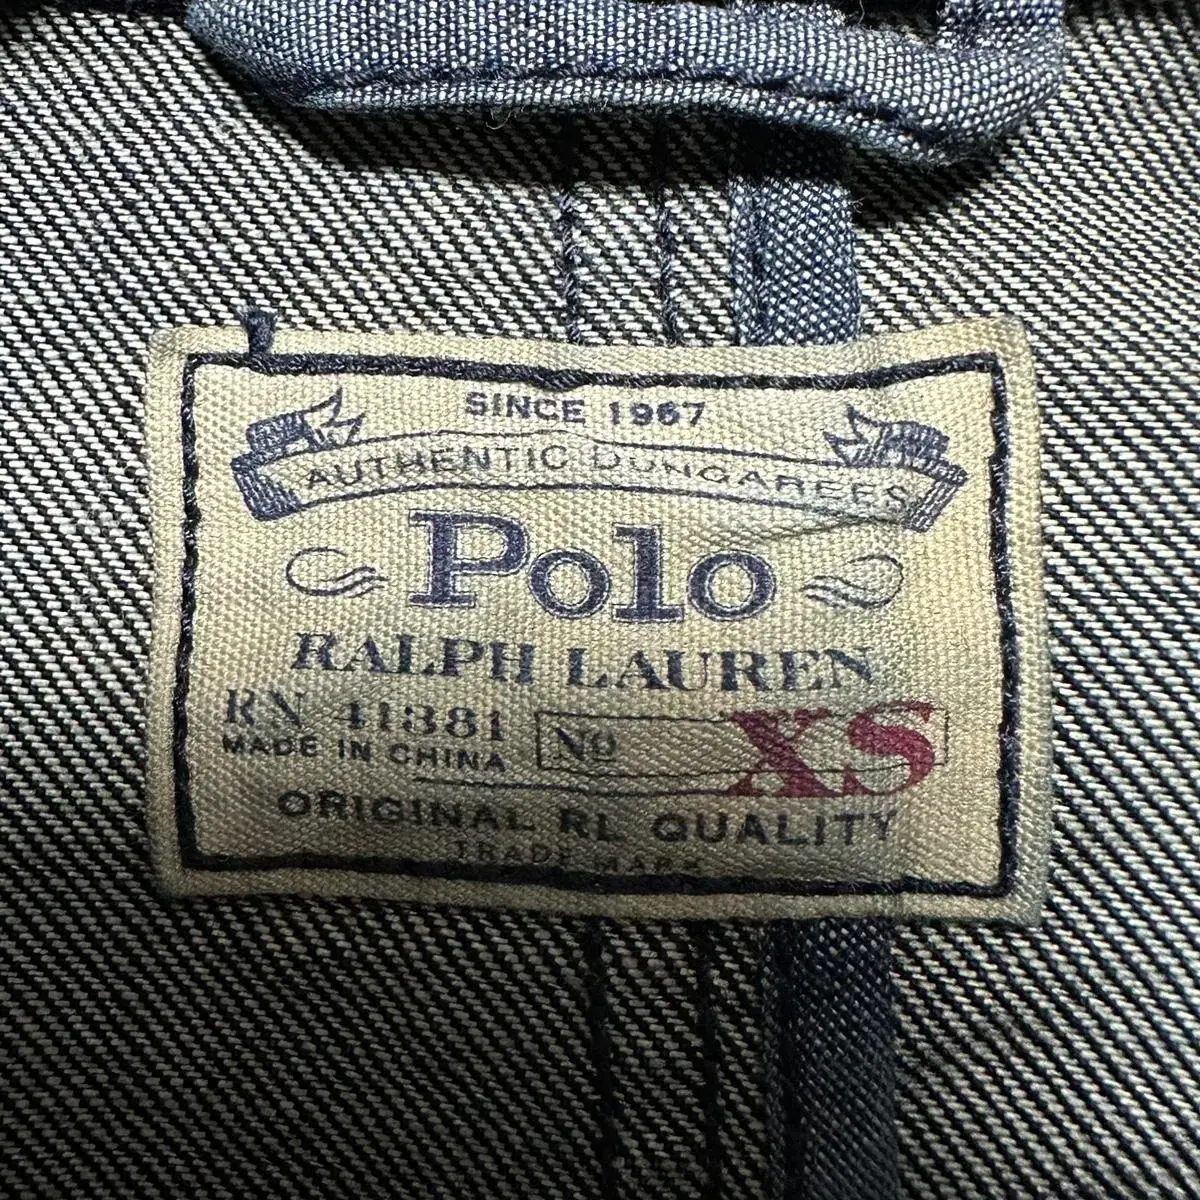 SINCE 1967
AUTHENTIC DUNGAREES
Polo
RALPH LAUREN
RN 41381
MADE IN CHINA
No XS
ORIGINAL RL QUALITY
TRADE MARK